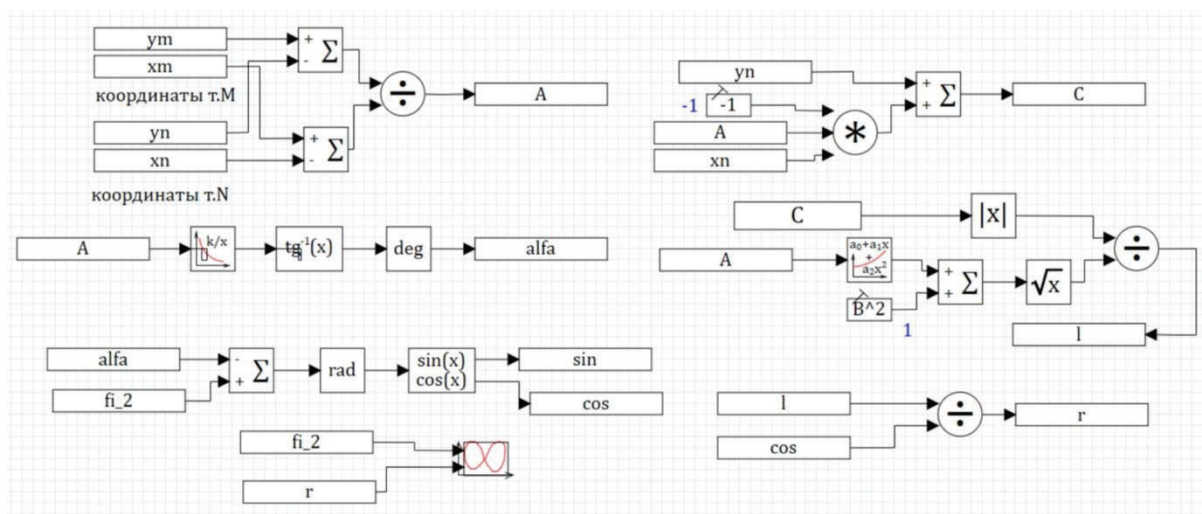 ym
+
Σ
xm
-
÷
A
координаты т.М
yn
+
Σ
xn
-
координаты т.N
yn
+
Σ
C
-1
-1
+
A
*
xn
A
k/x
tg⁻¹(x)
deg
alfa
C
|x|
÷
A
a₀+a₁x
+
a₂x²
+
Σ
√x
B^2
+
1
l
alfa
-
Σ
rad
sin(x)
cos(x)
sin
fi_2
+
cos
fi_2
r
l
÷
r
cos